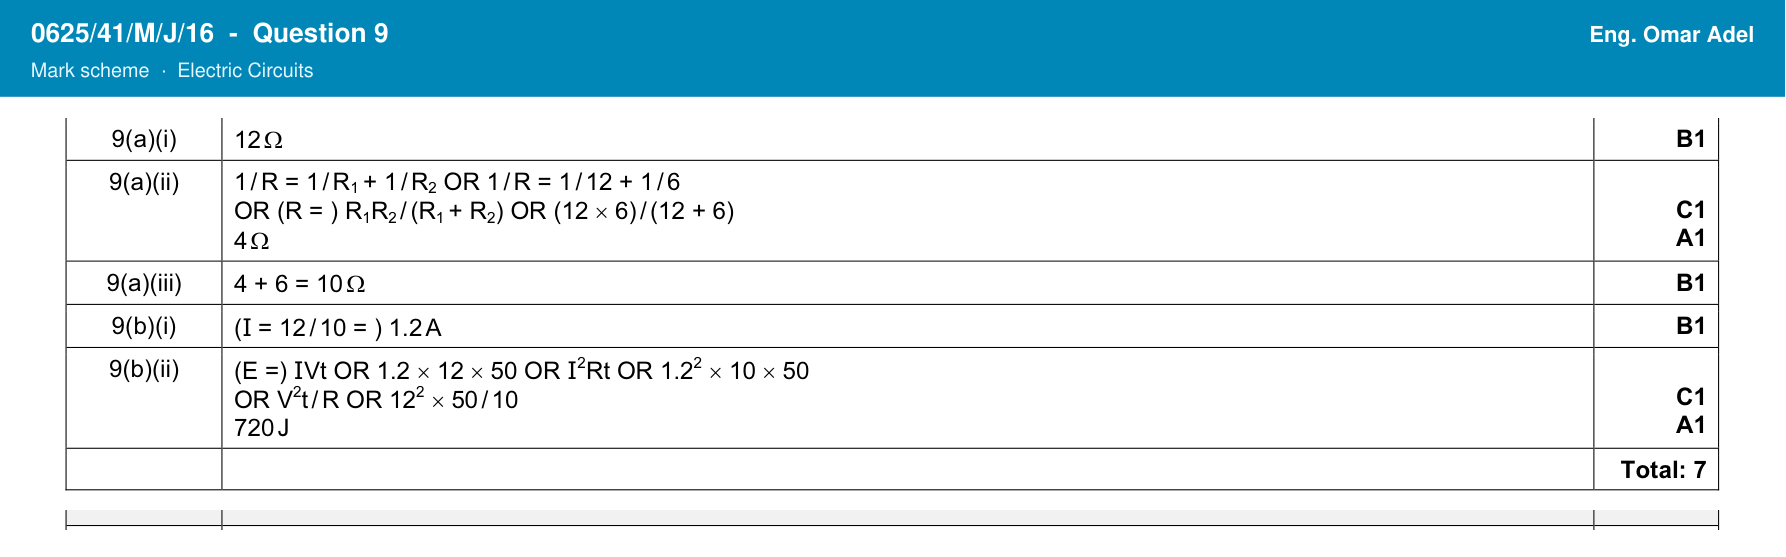 0625/41/M/J/16 - Question 9
Eng. Omar Adel
Mark scheme · Electric Circuits
9(a)(i) 12Ω B1
9(a)(ii) 1/R = 1/R₁ + 1/R₂ OR 1/R = 1/12 + 1/6
OR (R = ) R₁R₂/(R₁ + R₂) OR (12 × 6)/(12 + 6) C1
4Ω A1
9(a)(iii) 4 + 6 = 10Ω B1
9(b)(i) (I = 12/10 = ) 1.2A B1
9(b)(ii) (E =) IVt OR 1.2 × 12 × 50 OR I²Rt OR 1.2² × 10 × 50
OR V²t/R OR 12² × 50/10 C1
720J A1
Total: 7